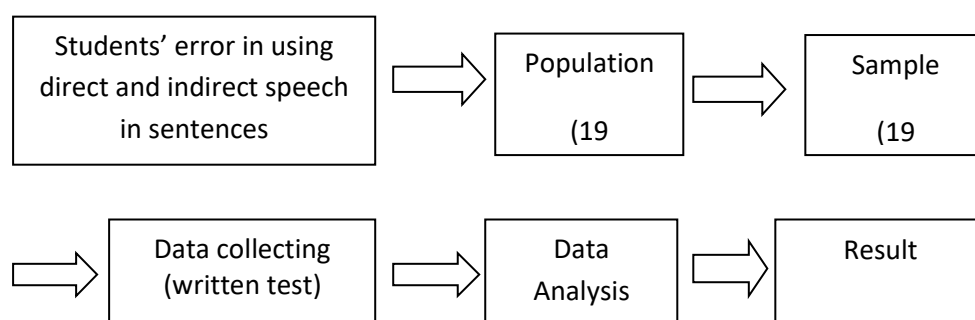 Students’ error in using
direct and indirect speech
in sentences
Population
(19
Sample
(19
Data collecting
(written test)
Data
Analysis
Result